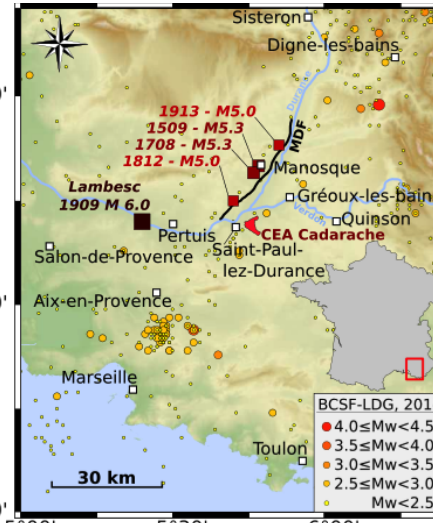 Sisteron
Digne-les-bains
Durance
1913 - M5.0
MDF
1509 - M5.3
1708 - M5.3
Manosque
1812 - M5.0
Lambesc
1909 M 6.0
Gréoux-les-bain
Verdon
Quinson
Pertuis
CEA Cadarache
Salon-de-Provence
Saint-Paul-
lez-Durance
Aix-en-Provence
Marseille
Toulon
30 km
BCSF-LDG, 201
4.0≤Mw<4.5
3.5≤Mw<4.0
3.0≤Mw<3.5
2.5≤Mw<3.0
Mw<2.5